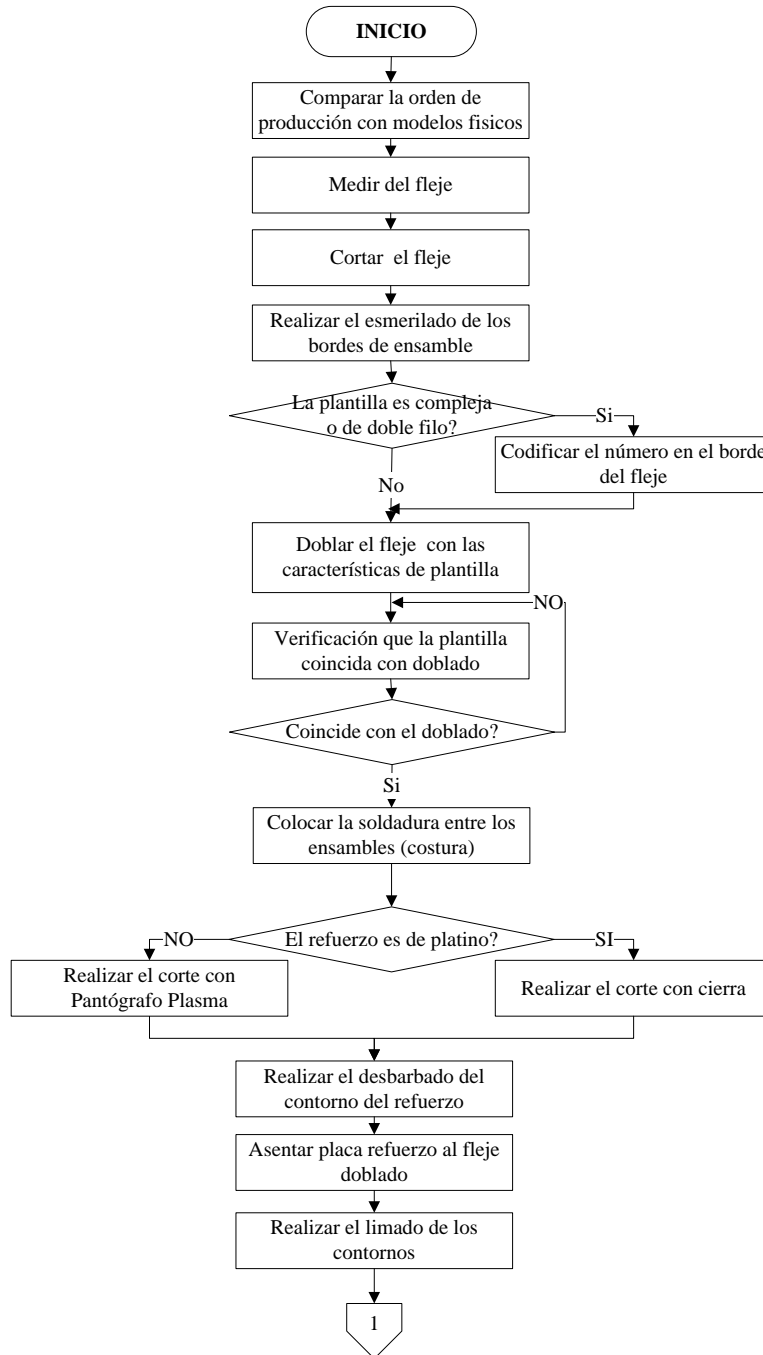 INICIO
Comparar la orden de
producción con modelos fisicos
Medir del fleje
Cortar el fleje
Realizar el esmerilado de los
bordes de ensamble
La plantilla es compleja
o de doble filo?
Si
Codificar el número en el borde
del fleje
No
Doblar el fleje con las
características de plantilla
NO
Verificación que la plantilla
coincida con doblado
Coincide con el doblado?
Si
Colocar la soldadura entre los
ensambles (costura)
El refuerzo es de platino?
NO
SI
Realizar el corte con
Pantógrafo Plasma
Realizar el corte con cierra
Realizar el desbarbado del
contorno del refuerzo
Asentar placa refuerzo al fleje
doblado
Realizar el limado de los
contornos
1